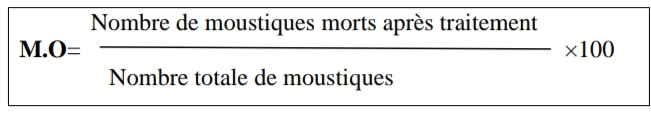 Nombre de moustiques morts après traitement
M.O= ×100
Nombre totale de moustiques